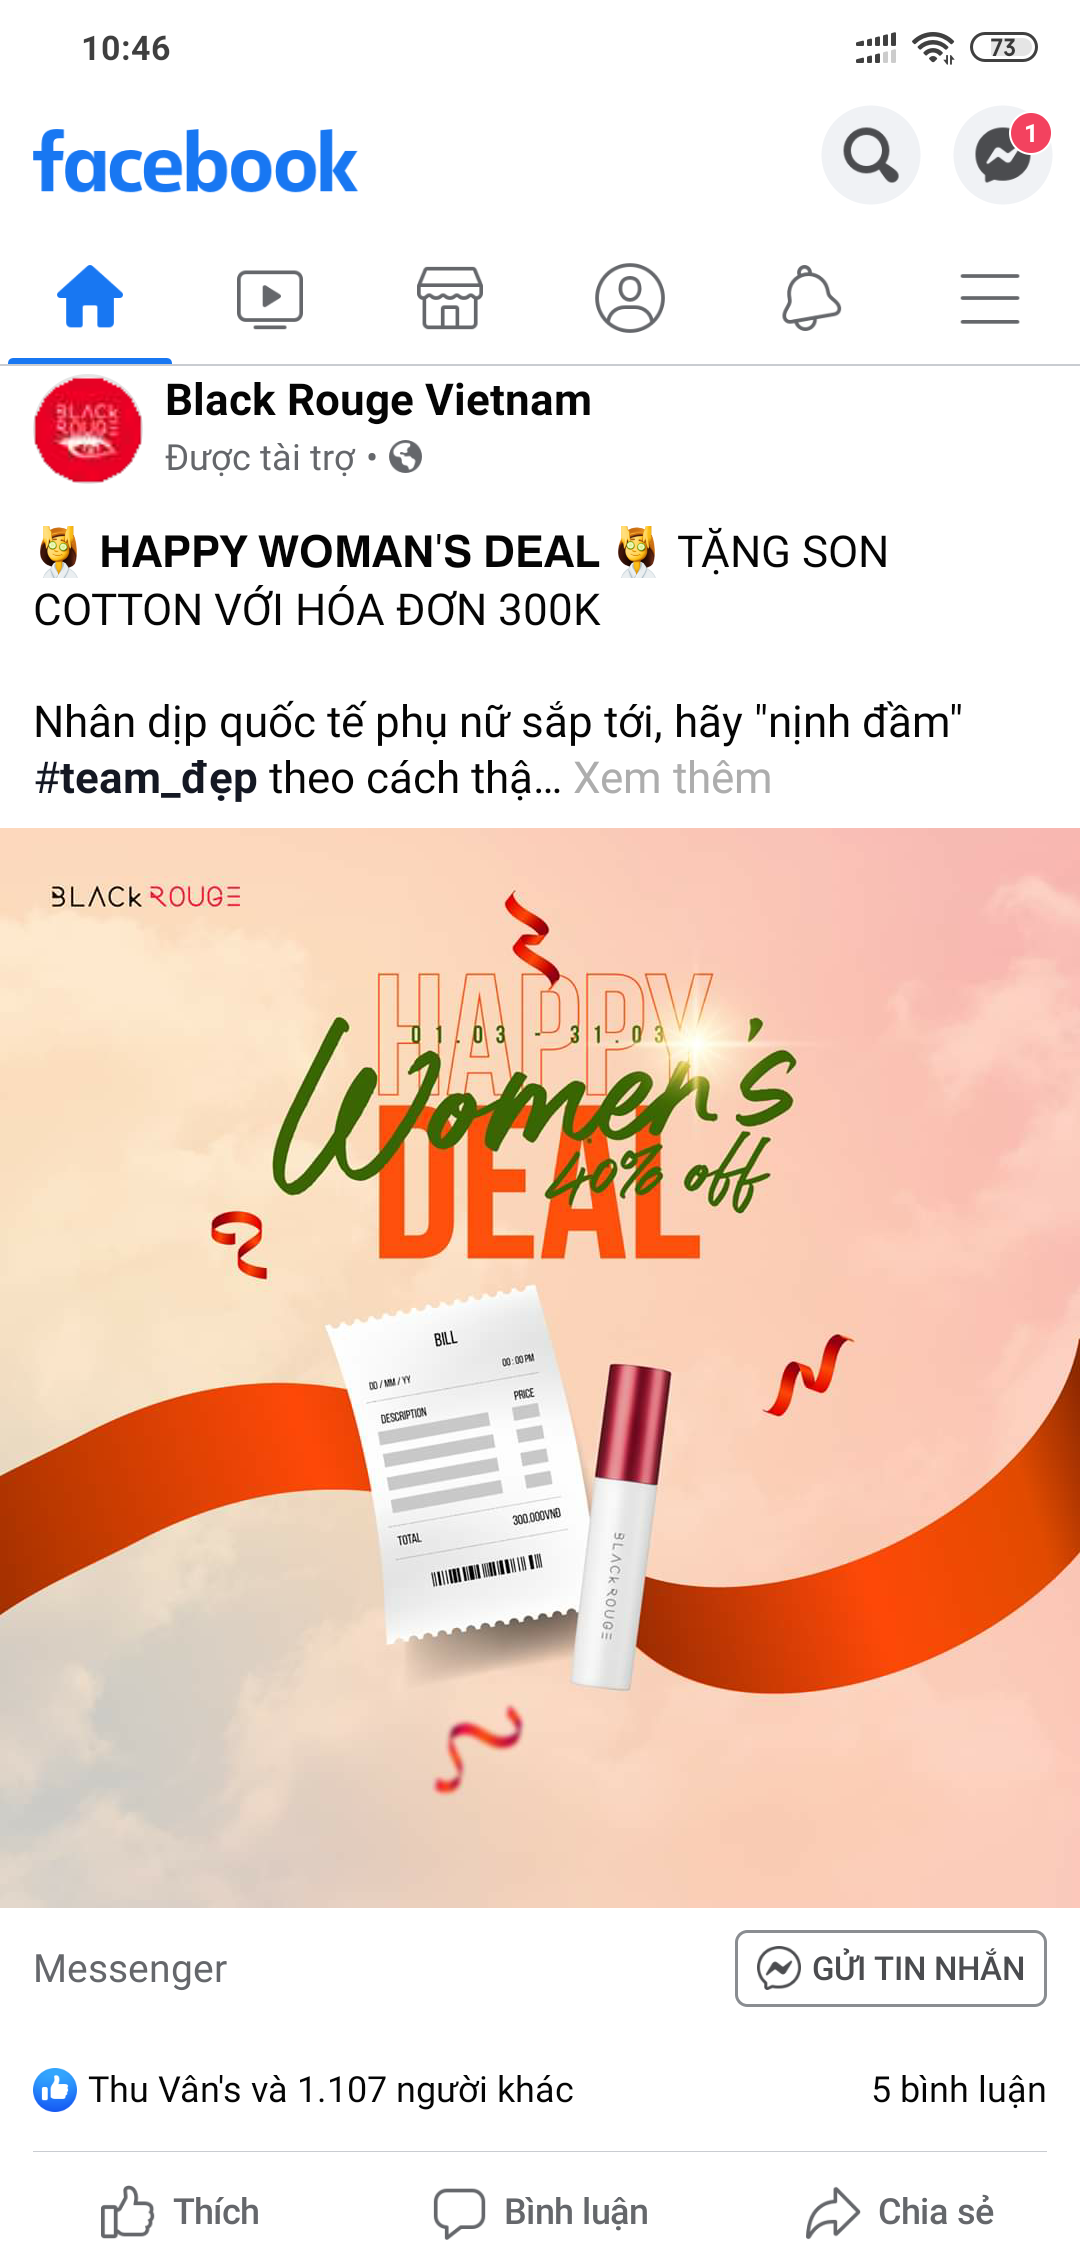 10:46
73
facebook
1
Black Rouge Vietnam
Được tài trợ •
HAPPY WOMAN'S DEAL TẶNG SON
COTTON VỚI HÓA ĐƠN 300K
Nhân dịp quốc tế phụ nữ sắp tới, hãy "nịnh đầm"
#team_đẹp theo cách thậ... Xem thêm
BLACK ROUGE
HAPPY
01.03 - 31.03
Women's
DEAL
40% off
BILL
DD / MM / YY 00 : 00 PM
DESCRIPTION PRICE
TOTAL 300.000VNĐ
BLACK ROUGE
Messenger
GỬI TIN NHẮN
Thu Vân's và 1.107 người khác
5 bình luận
Thích
Bình luận
Chia sẻ